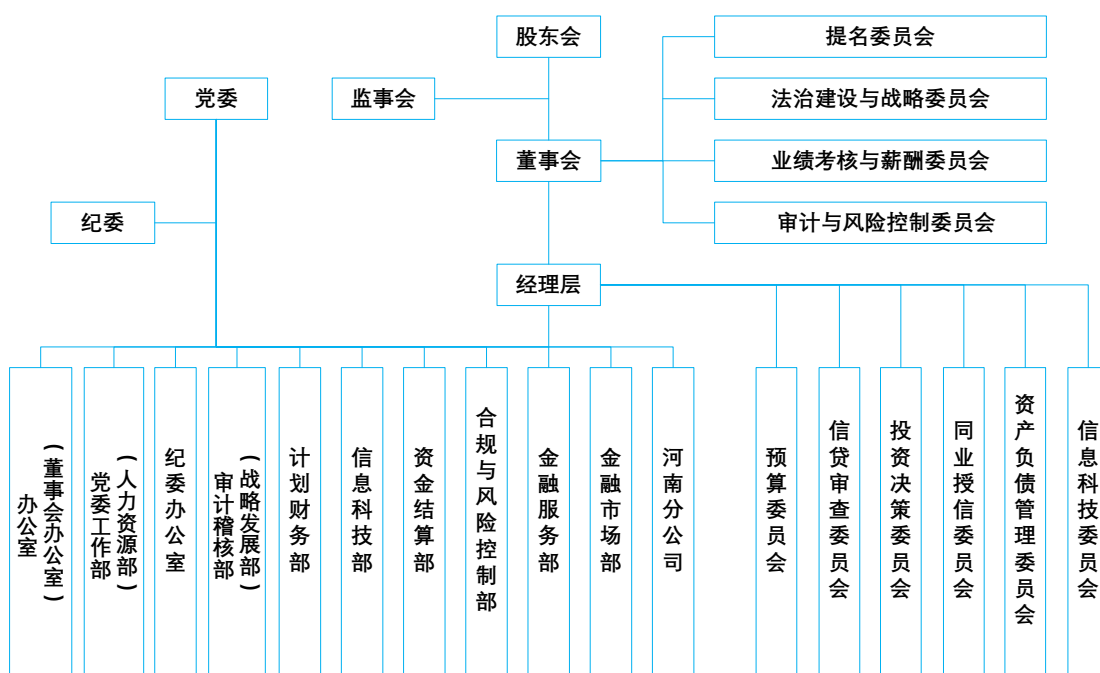 股东会
提名委员会
党委
监事会
法治建设与战略委员会
董事会
业绩考核与薪酬委员会
纪委
审计与风险控制委员会
经理层
办公室
(董事会办公室)
党委工作部
(人力资源部)
纪委办公室
审计稽核部
(战略发展部)
计划财务部
信息科技部
资金结算部
合规与风险控制部
金融服务部
金融市场部
河南分公司
预算委员会
信贷审查委员会
投资决策委员会
同业授信委员会
资产负债管理委员会
信息科技委员会